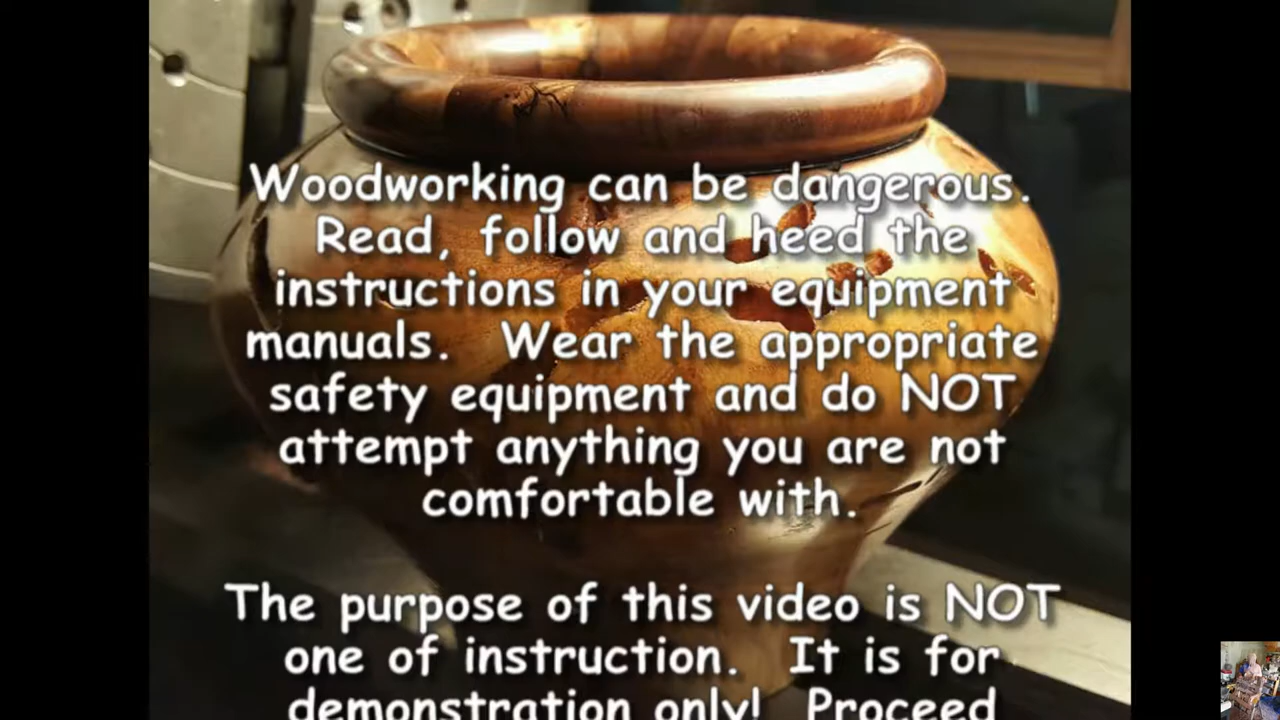 Woodworking can be dangerous.
Read, follow and heed the
instructions in your equipment
manuals. Wear the appropriate
safety equipment and do NOT
attempt anything you are not
comfortable with.
The purpose of this video is NOT
one of instruction. It is for
demonstration only! Proceed